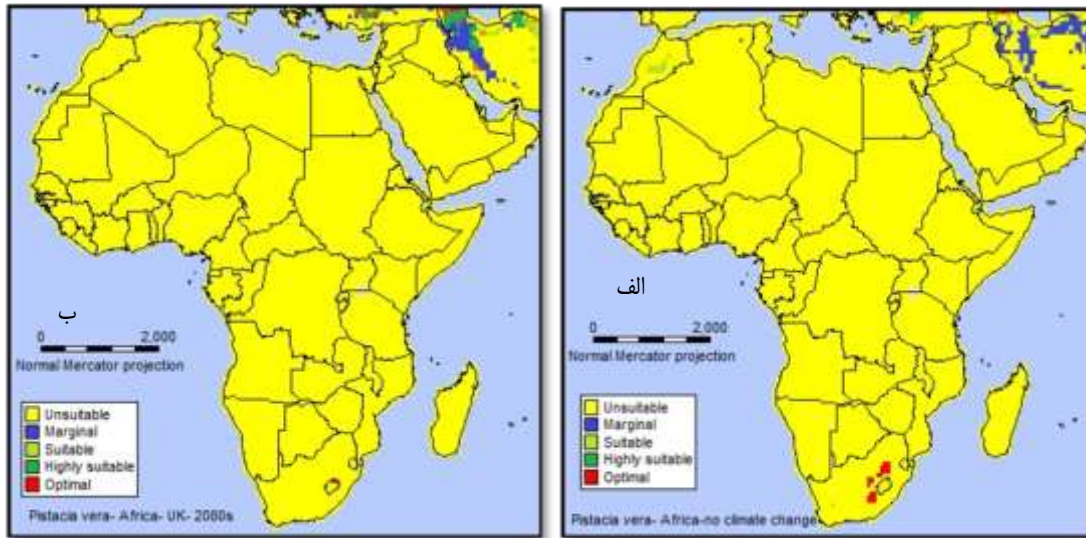 ب
0 2,000
Normal Mercator projection
Unsuitable
Marginal
Suitable
Highly suitable
Optimal
Pistacia vera- Africa- UK- 2080s
الف
0 2,000
Normal Mercator projection
Unsuitable
Marginal
Suitable
Highly suitable
Optimal
Pistacia vera- Africa-no climate change